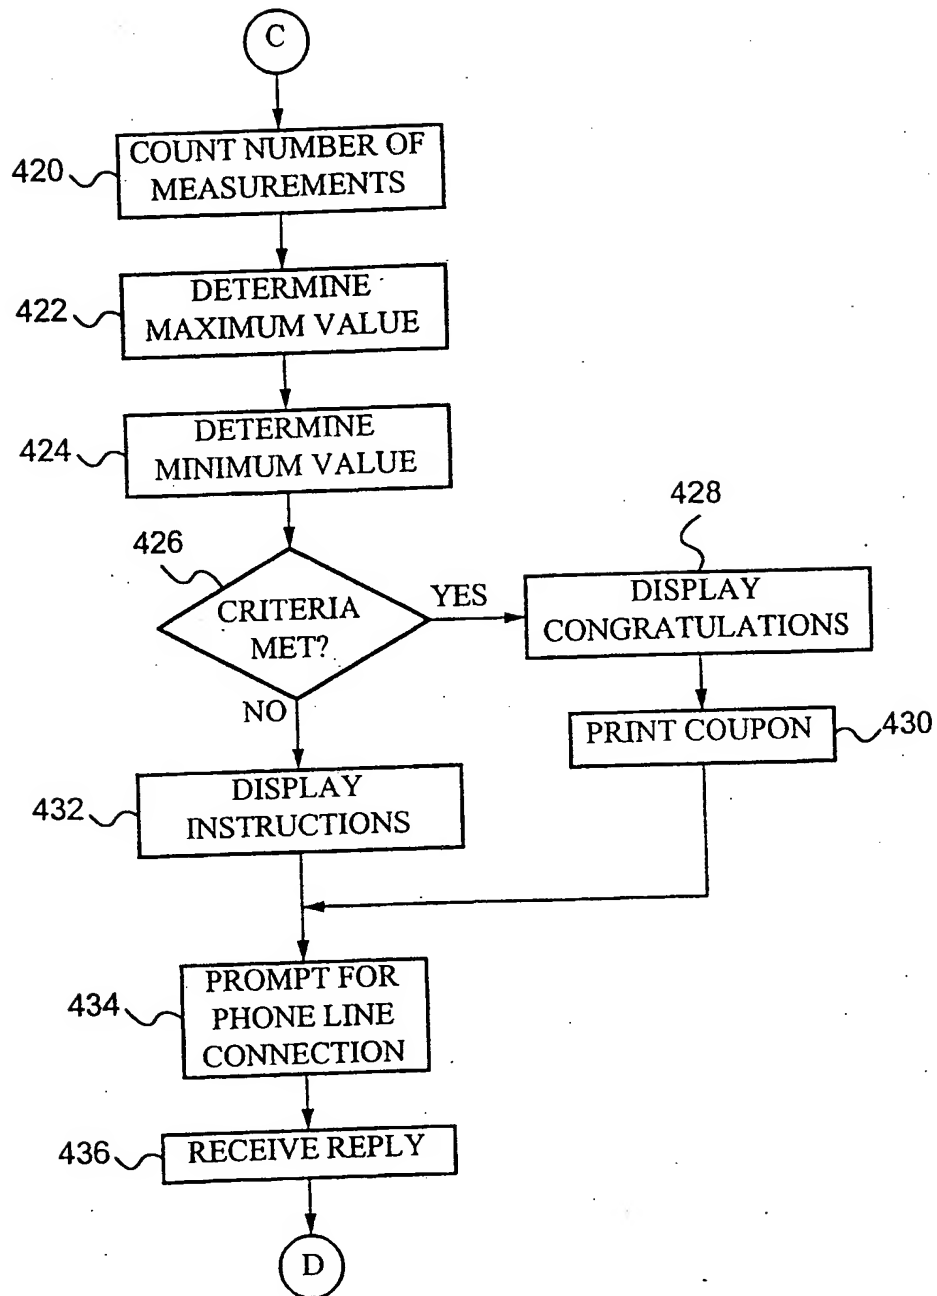 C
420
COUNT NUMBER OF
MEASUREMENTS
422
DETERMINE
MAXIMUM VALUE
424
DETERMINE
MINIMUM VALUE
426
CRITERIA
MET?
YES
NO
428
DISPLAY
CONGRATULATIONS
PRINT COUPON
430
432
DISPLAY
INSTRUCTIONS
434
PROMPT FOR
PHONE LINE
CONNECTION
436
RECEIVE REPLY
D